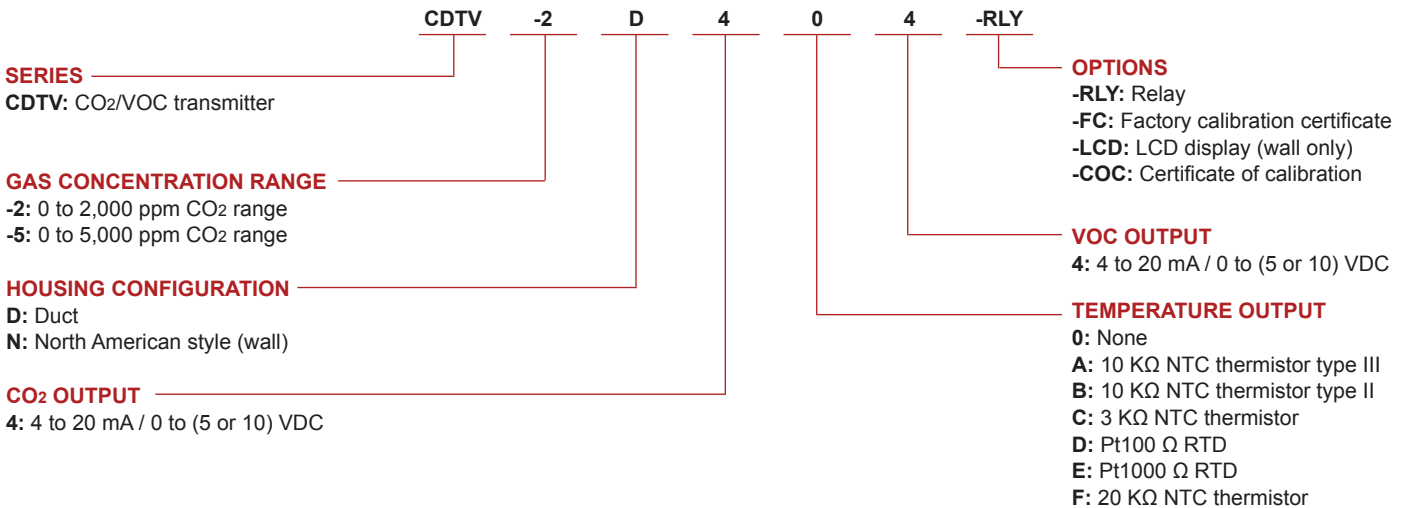 CDTV -2 D 4 0 4 -RLY
SERIES
CDTV: CO2/VOC transmitter
GAS CONCENTRATION RANGE
-2: 0 to 2,000 ppm CO2 range
-5: 0 to 5,000 ppm CO2 range
HOUSING CONFIGURATION
D: Duct
N: North American style (wall)
CO2 OUTPUT
4: 4 to 20 mA / 0 to (5 or 10) VDC
OPTIONS
-RLY: Relay
-FC: Factory calibration certificate
-LCD: LCD display (wall only)
-COC: Certificate of calibration
VOC OUTPUT
4: 4 to 20 mA / 0 to (5 or 10) VDC
TEMPERATURE OUTPUT
0: None
A: 10 KΩ NTC thermistor type III
B: 10 KΩ NTC thermistor type II
C: 3 KΩ NTC thermistor
D: Pt100 Ω RTD
E: Pt1000 Ω RTD
F: 20 KΩ NTC thermistor